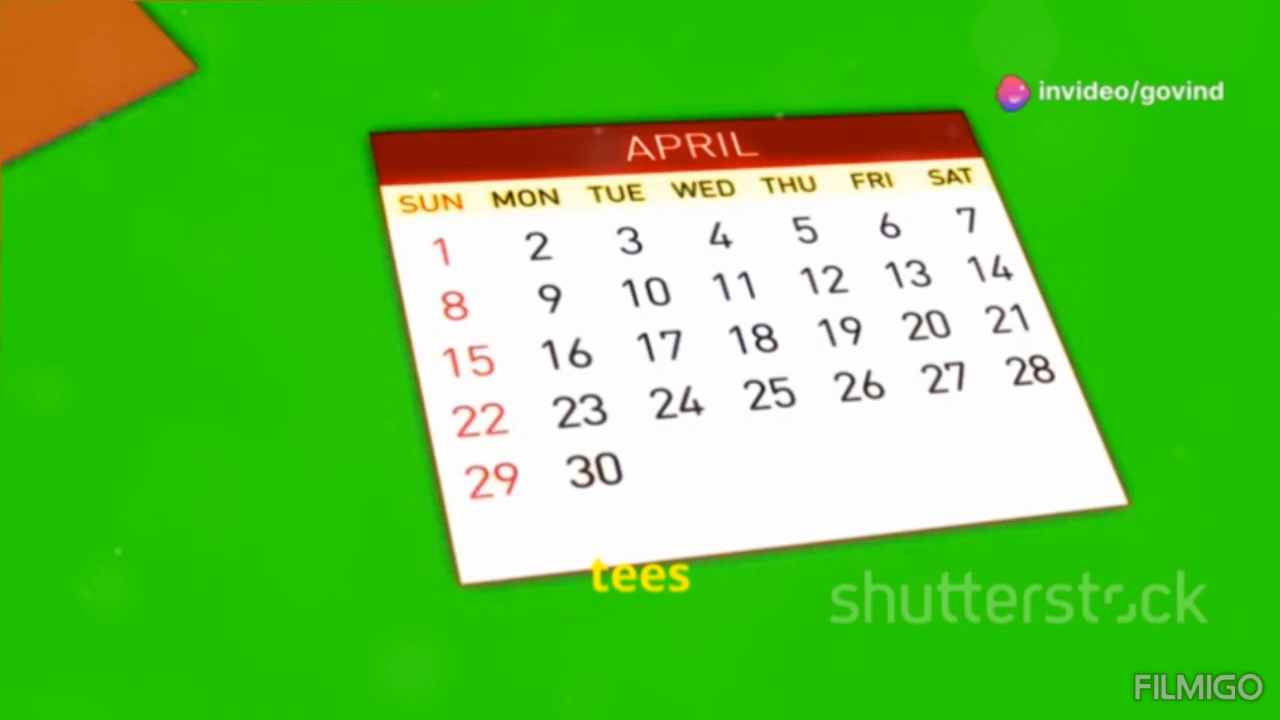 invideo/govind
APRIL
SUN MON TUE WED THU FRI SAT
1 2 3 4 5 6 7
8 9 10 11 12 13 14
15 16 17 18 19 20 21
22 23 24 25 26 27 28
29 30
tees
shutterstock
FILMIGO